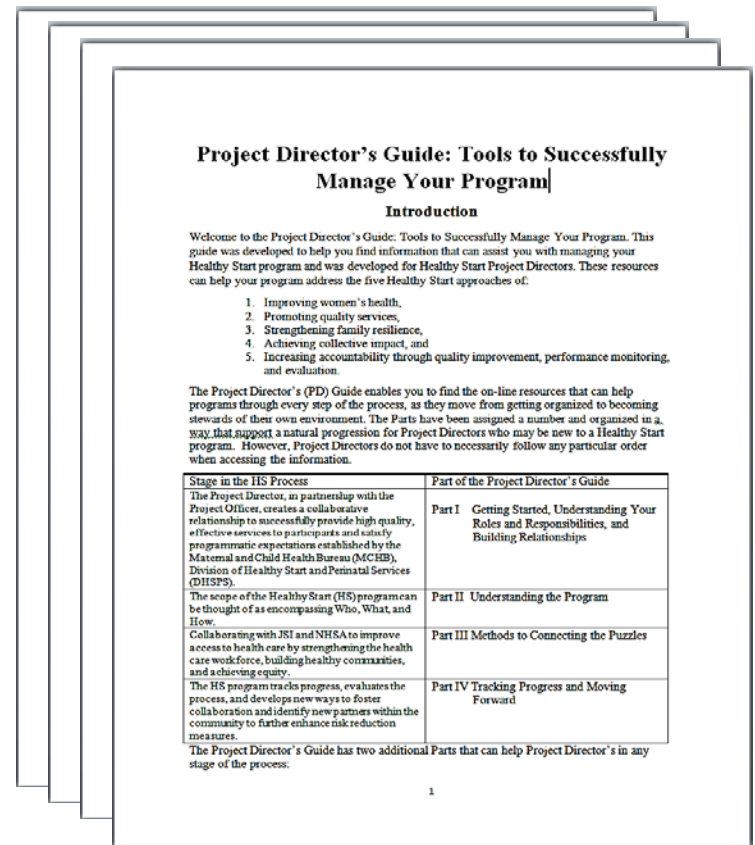 Project Director's Guide: Tools to Successfully
Manage Your Program
Introduction
Welcome to the Project Director's Guide: Tools to Successfully Manage Your Program. This
guide was developed to help you find information that can assist you with managing your
Healthy Start program and was developed for Healthy Start Project Directors. These resources
can help your program address the five Healthy Start approaches of:
1. Improving women's health,
2. Promoting quality services,
3. Strengthening family resilience,
4. Achieving collective impact, and
5. Increasing accountability through quality improvement, performance monitoring,
and evaluation.
The Project Director's (PD) Guide enables you to find the on-line resources that can help
programs through every step of the process, as they move from getting organized to becoming
stewards of their own environment. The Parts have been assigned a number and organized in a
way that support a natural progression for Project Directors who may be new to a Healthy Start
program. However, Project Directors do not have to necessarily follow any particular order
when accessing the information.
Stage in the HS Process
Part of the Project Director's Guide
The Project Director, in partnership with the
Project Officer, creates a collaborative
relationship to successfully provide high quality,
effective services to participants and satisfy
programmatic expectations established by the
Maternal and Child Health Bureau (MCHB),
Division of Healthy Start and Perinatal Services
(DHSPS).
Part I Getting Started, Understanding Your
Roles and Responsibilities, and
Building Relationships
The scope of the Healthy Start (HS) program can
be thought of as encompassing Who, What, and
How.
Part II Understanding the Program
Collaborating with JSI and NHSA to improve
access to health care by strengthening the health
care workforce, building healthy communities,
and achieving equity.
Part III Methods to Connecting the Puzzles
The HS program tracks progress, evaluates the
process, and develops new ways to foster
collaboration and identify new partners within the
community to further enhance risk reduction
measures.
Part IV Tracking Progress and Moving
Forward
The Project Director's Guide has two additional Parts that can help Project Director's in any
stage of the process:
1